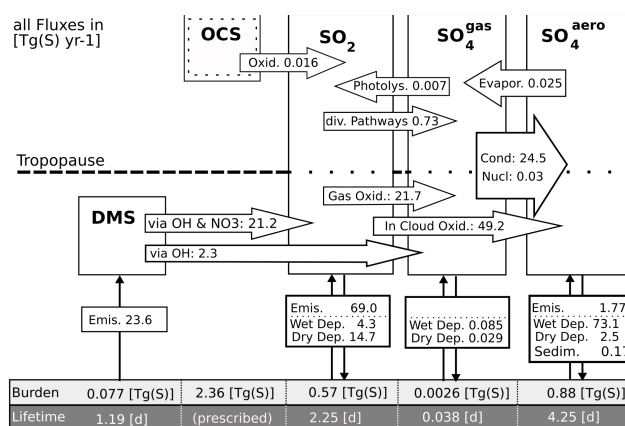 all Fluxes in
[Tg(S) yr-1]
OCS
SO2
SO4gas
SO4aero
Oxid. 0.016
Photolys. 0.007
Evapor. 0.025
div. Pathways 0.73
Cond: 24.5
Nucl: 0.03
Tropopause
Gas Oxid.: 21.7
DMS
via OH & NO3: 21.2
In Cloud Oxid.: 49.2
via OH: 2.3
Emis. 23.6
Emis. 69.0
Wet Dep. 4.3
Dry Dep. 14.7
Wet Dep. 0.085
Dry Dep. 0.029
Emis. 1.77
Wet Dep. 73.1
Dry Dep. 2.5
Sedim.
Burden 0.077 [Tg(S)] 2.36 [Tg(S)] 0.57 [Tg(S)] 0.0026 [Tg(S)] 0.88 [Tg(S)]
Lifetime 1.19 [d] (prescribed) 2.25 [d] 0.038 [d] 4.25 [d]